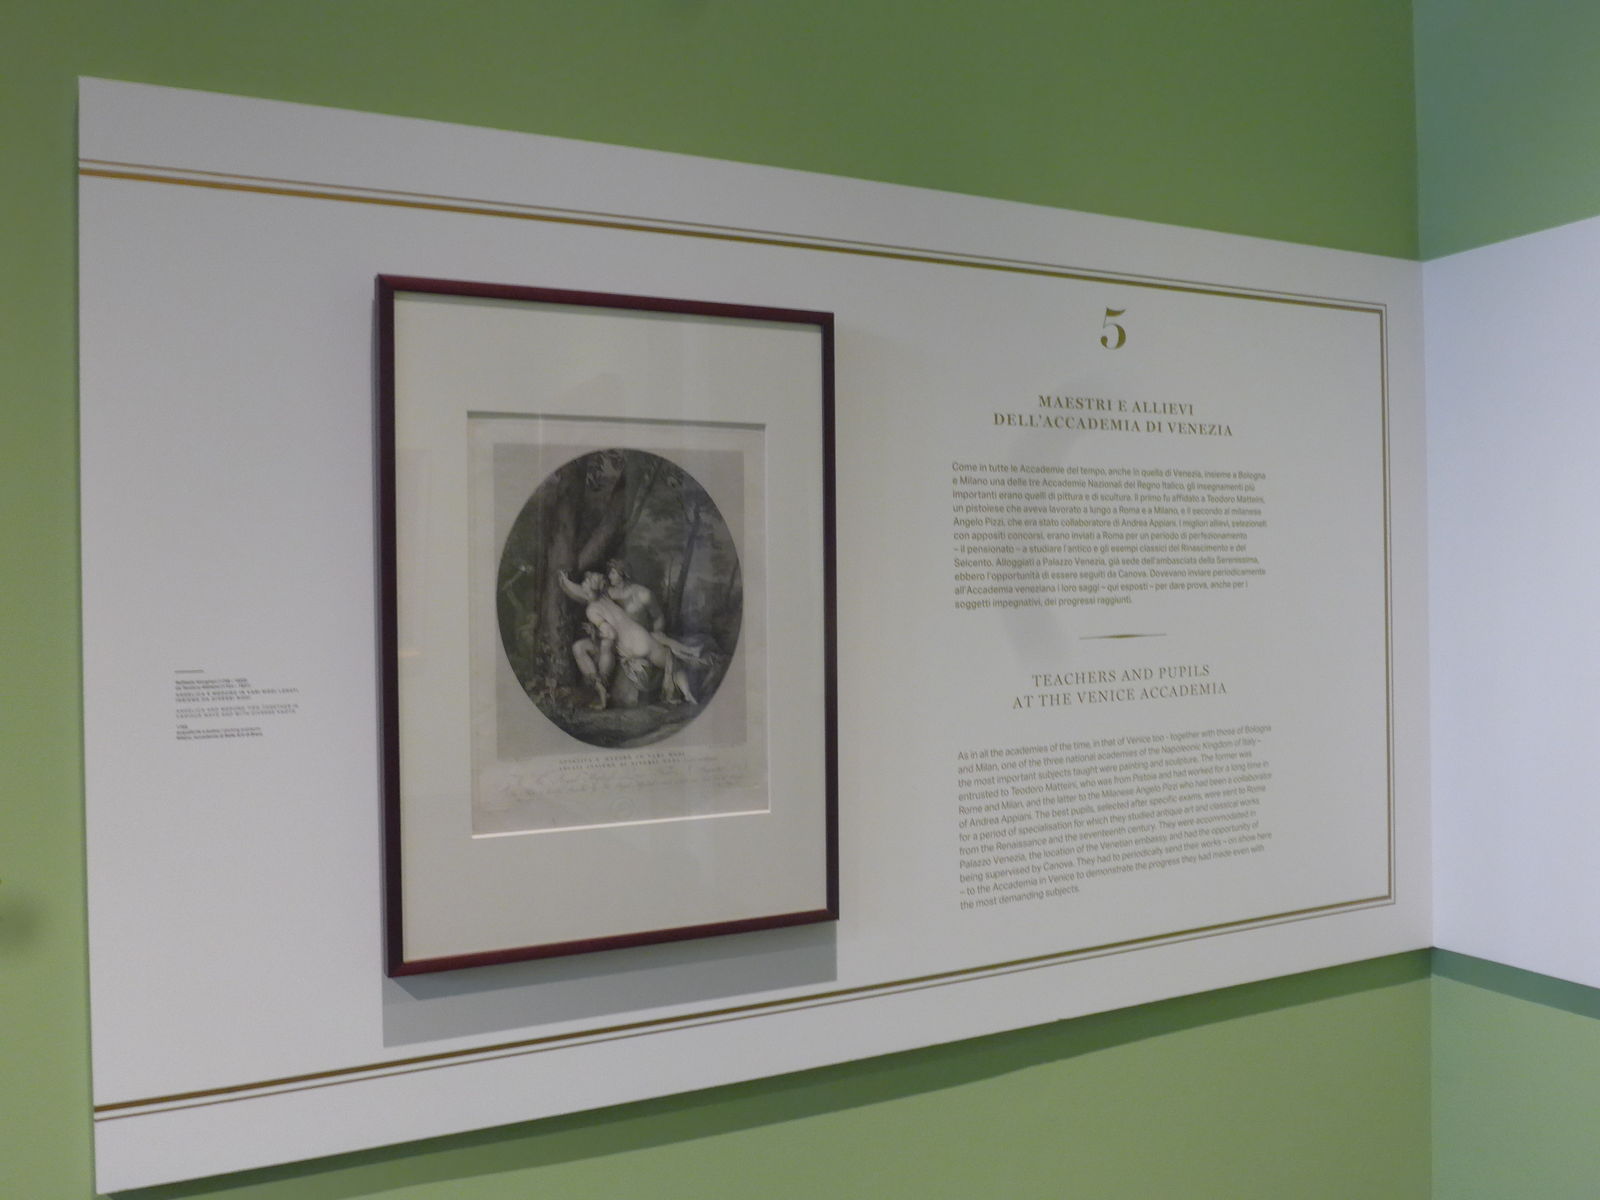 5
MAESTRI E ALLIEVI
DELL'ACCADEMIA DI VENEZIA
Come in tutte le Accademie del tempo, anche in quella di Venezia, insieme a Bologna
e Milano una delle tre Accademie Nazionali del Regno Italico, gli insegnamenti più
importanti erano quelli di pittura e di scultura. Il primo fu affidato a Teodoro Matteini,
un pistoiese che aveva lavorato a lungo a Roma e a Milano, e il secondo al milanese
Angelo Pizzi, che era stato collaboratore di Andrea Appiani. I migliori allievi, selezionati
con appositi concorsi, erano inviati a Roma per un periodo di perfezionamento
– il pensionato – a studiare l'antico e gli esempi classici del Rinascimento e del
Seicento. Alloggiati a Palazzo Venezia, già sede dell'ambasciata della Serenissima,
ebbero l'opportunità di essere seguiti da Canova. Dovevano inviare periodicamente
all'Accademia veneziana i loro saggi – qui esposti – per dare prova, anche per i
soggetti impegnativi, dei progressi raggiunti.
TEACHERS AND PUPILS
AT THE VENICE ACCADEMIA
As in all the academies of the time, in that of Venice too - together with those of Bologna
and Milan, one of the three national academies of the Napoleonic Kingdom of Italy –
the most important subjects taught were painting and sculpture. The former was
entrusted to Teodoro Matteini, who was from Pistoia and had worked for a long time in
Rome and Milan, and the latter to the Milanese Angelo Pizzi who had been a collaborator
of Andrea Appiani. The best pupils, selected after specific exams, were sent to Rome
for a period of specialisation for which they studied antique art and classical works
from the Renaissance and the seventeenth century. They were accommodated in
Palazzo Venezia, the location of the Venetian embassy, and had the opportunity of
being supervised by Canova. They had to periodically send their works – on show here
– to the Accademia in Venice to demonstrate the progress they had made even with
the most demanding subjects.